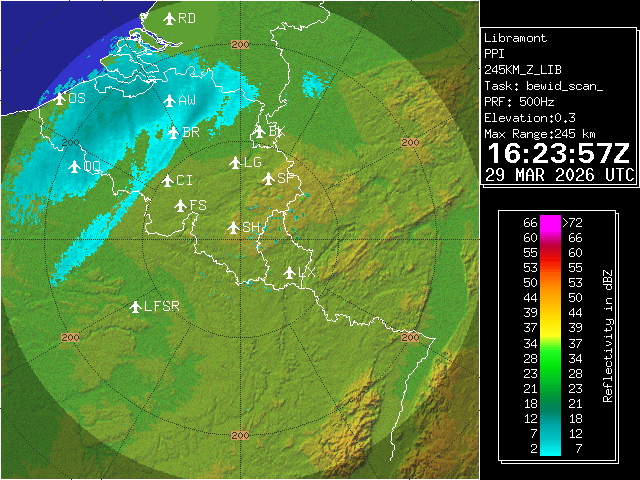 Libramont
PPI
245KM_Z_LIB
Task: bewid_scan_
PRF: 500Hz
Elevation:0.3
Max Range:245 km
16:23:57Z
29 MAR 2026 UTC
RD
200
OS
AW
BR
BK
200
200
QQ
LG
CI
SP
FS
SH
LX
LFSR
200
200
200
66 >72
60 66
55 60
53 55
50 53
44 50
39 44
37 39
34 37
28 34
23 28
21 23
18 21
12 18
7 12
2 7
Reflectivity in dBZ